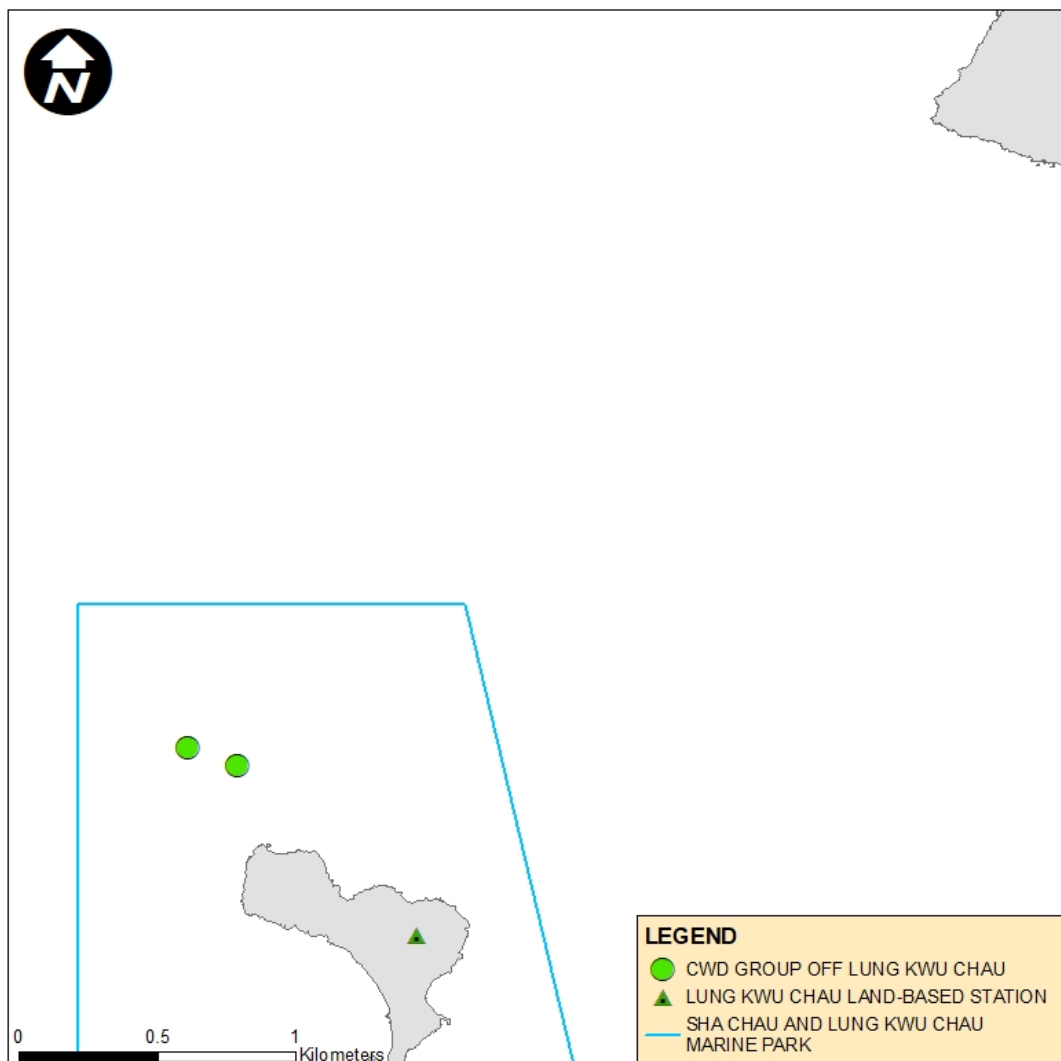 N
LEGEND
CWD GROUP OFF LUNG KWU CHAU
LUNG KWU CHAU LAND-BASED STATION
SHA CHAU AND LUNG KWU CHAU
MARINE PARK
0 0.5 1
Kilometers